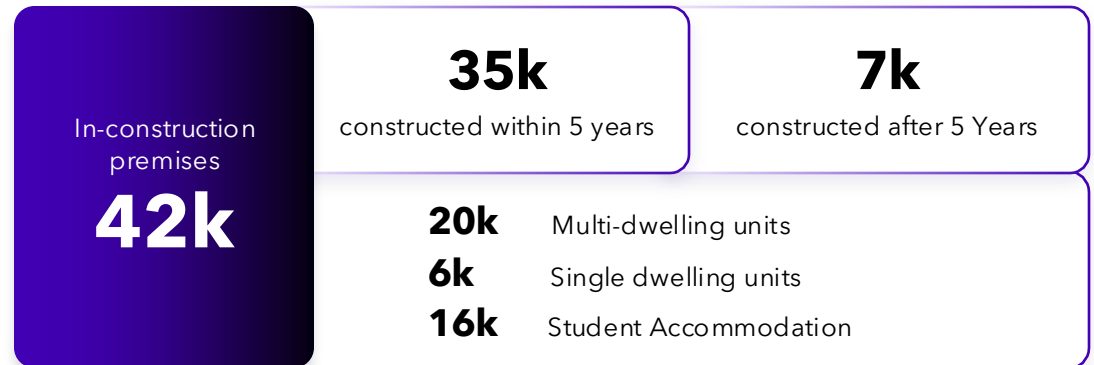 In-construction
premises
42k
35k
constructed within 5 years
7k
constructed after 5 Years
20k Multi-dwelling units
6k Single dwelling units
16k Student Accommodation